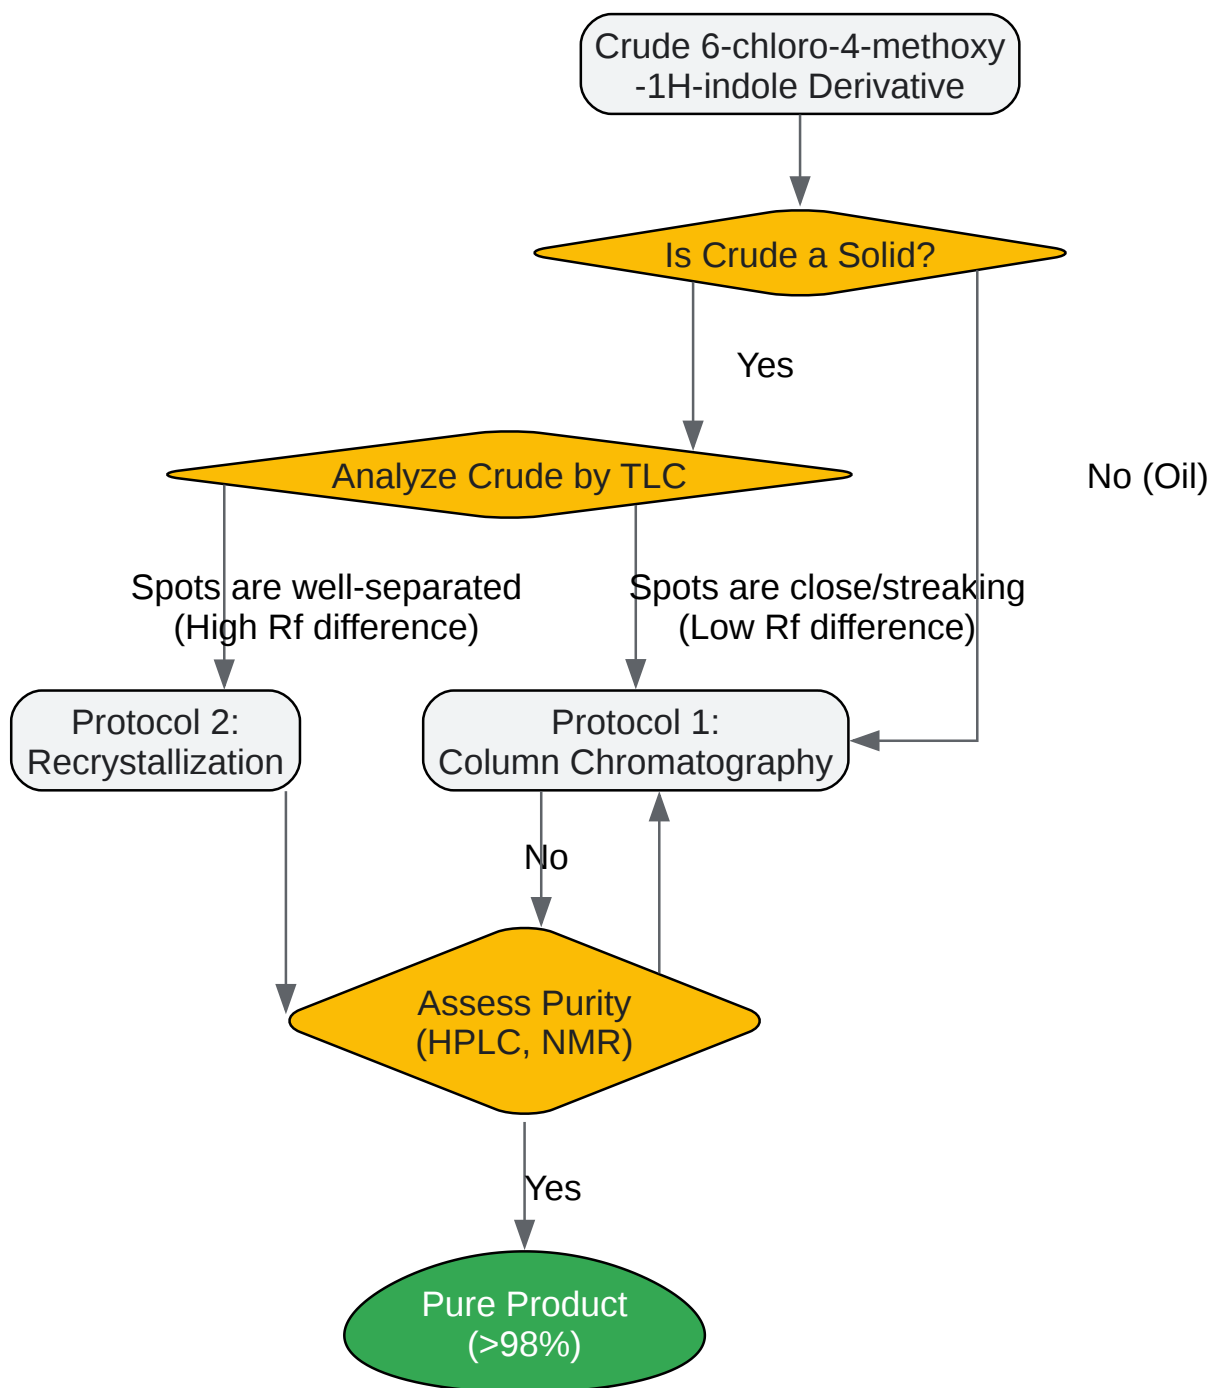 Crude 6-chloro-4-methoxy
-1H-indole Derivative
Is Crude a Solid?
Yes
Analyze Crude by TLC
No (Oil)
Spots are well-separated
(High Rf difference)
Spots are close/streaking
(Low Rf difference)
Protocol 2:
Recrystallization
Protocol 1:
Column Chromatography
No
Assess Purity
(HPLC, NMR)
Yes
Pure Product
(>98%)